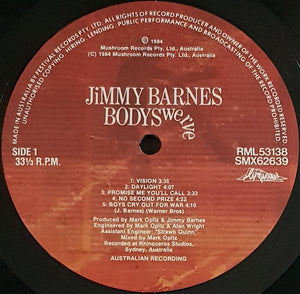 MADE IN AUSTRALIA BY FESTIVAL RECORDS PTY. LTD. ALL RIGHTS OF RECORD PRODUCER AND OWNER OF THE WORK RECORDED RESERVED
UNAUTHORISED COPYING, HIRING, LENDING, PUBLIC PERFORMANCE AND BROADCASTING OF THE RECORD PROHIBITED
℗ 1984
Mushroom Records Pty. Ltd., Australia
(C) 1984 Mushroom Records Pty. Ltd., Australia
JiMMY BARNES
BODYSwerve
SIDE 1
33⅓ R.P.M.
RML53138
SMX62639
Mushroom
1: VISION 3:35
2: DAYLIGHT 4:07
3: PROMISE ME YOU'LL CALL 3:33
4: NO SECOND PRIZE 4:22
5: BOYS CRY OUT FOR WAR 4:10
Produced by Mark Opitz & Jimmy Barnes
Engineered by Mark Opitz & Alan Wright
Assistant Engineer: "Strawb Quinn"
Mixed by Mark Opitz
(J. Barnes) (Warner Bros)
Recorded at Rhinoceros Studios,
Sydney, Australia
AUSTRALIAN RECORDING